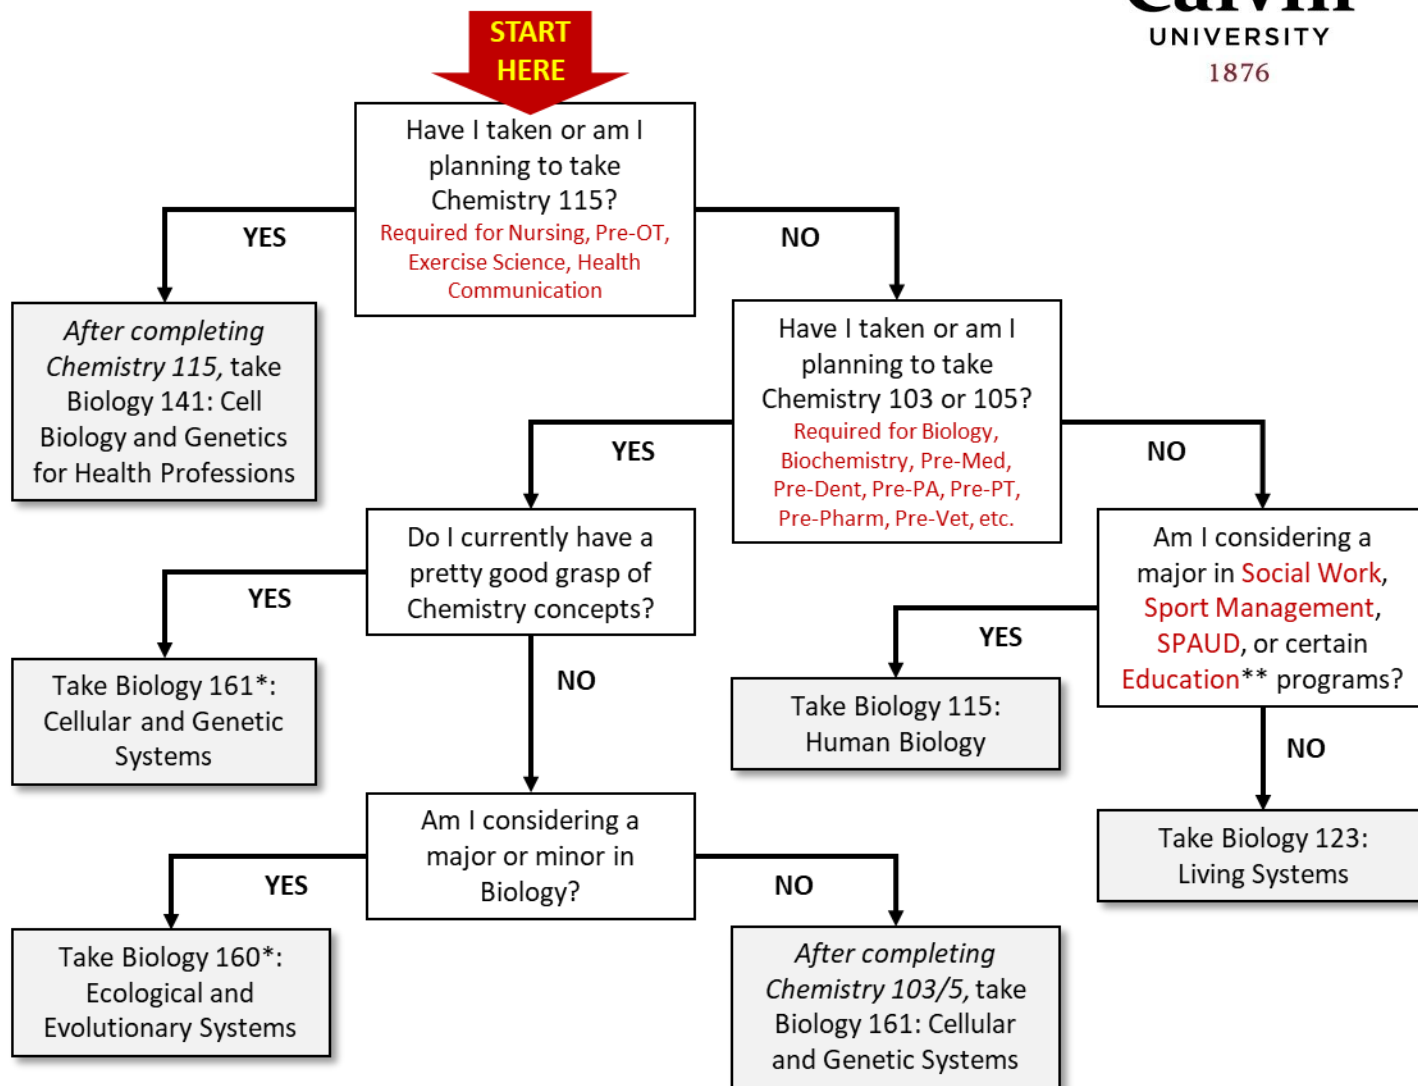 UNIVERSITY
1876
START
HERE
Have I taken or am I
planning to take
Chemistry 115?
Required for Nursing, Pre-OT,
Exercise Science, Health
Communication
YES
NO
After completing
Chemistry 115, take
Biology 141: Cell
Biology and Genetics
for Health Professions
Have I taken or am I
planning to take
Chemistry 103 or 105?
Required for Biology,
Biochemistry, Pre-Med,
Pre-Dent, Pre-PA, Pre-PT,
Pre-Pharm, Pre-Vet, etc.
YES
NO
Do I currently have a
pretty good grasp of
Chemistry concepts?
YES
NO
Am I considering a
major in Social Work,
Sport Management,
SPAUD, or certain
Education** programs?
YES
NO
Take Biology 161*:
Cellular and Genetic
Systems
Take Biology 115:
Human Biology
Am I considering a
major or minor in
Biology?
YES
NO
Take Biology 123:
Living Systems
Take Biology 160*:
Ecological and
Evolutionary Systems
After completing
Chemistry 103/5, take
Biology 161: Cellular
and Genetic Systems